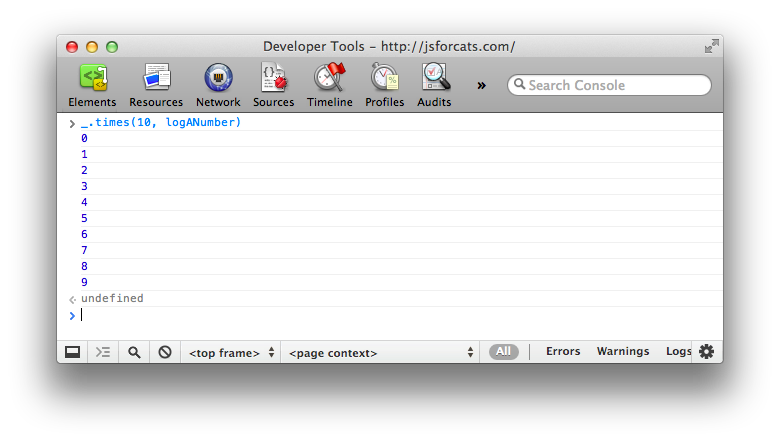 Developer Tools - http://jsforcats.com/
Elements Resources Network Sources Timeline Profiles Audits » Search Console
> _.times(10, logANumber)
0
1
2
3
4
5
6
7
8
9
undefined
>
<top frame> <page context> All Errors Warnings Logs